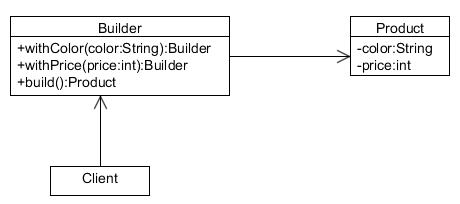 Builder
+withColor(color:String):Builder
+withPrice(price:int):Builder
+build():Product
Product
-color:String
-price:int
Client